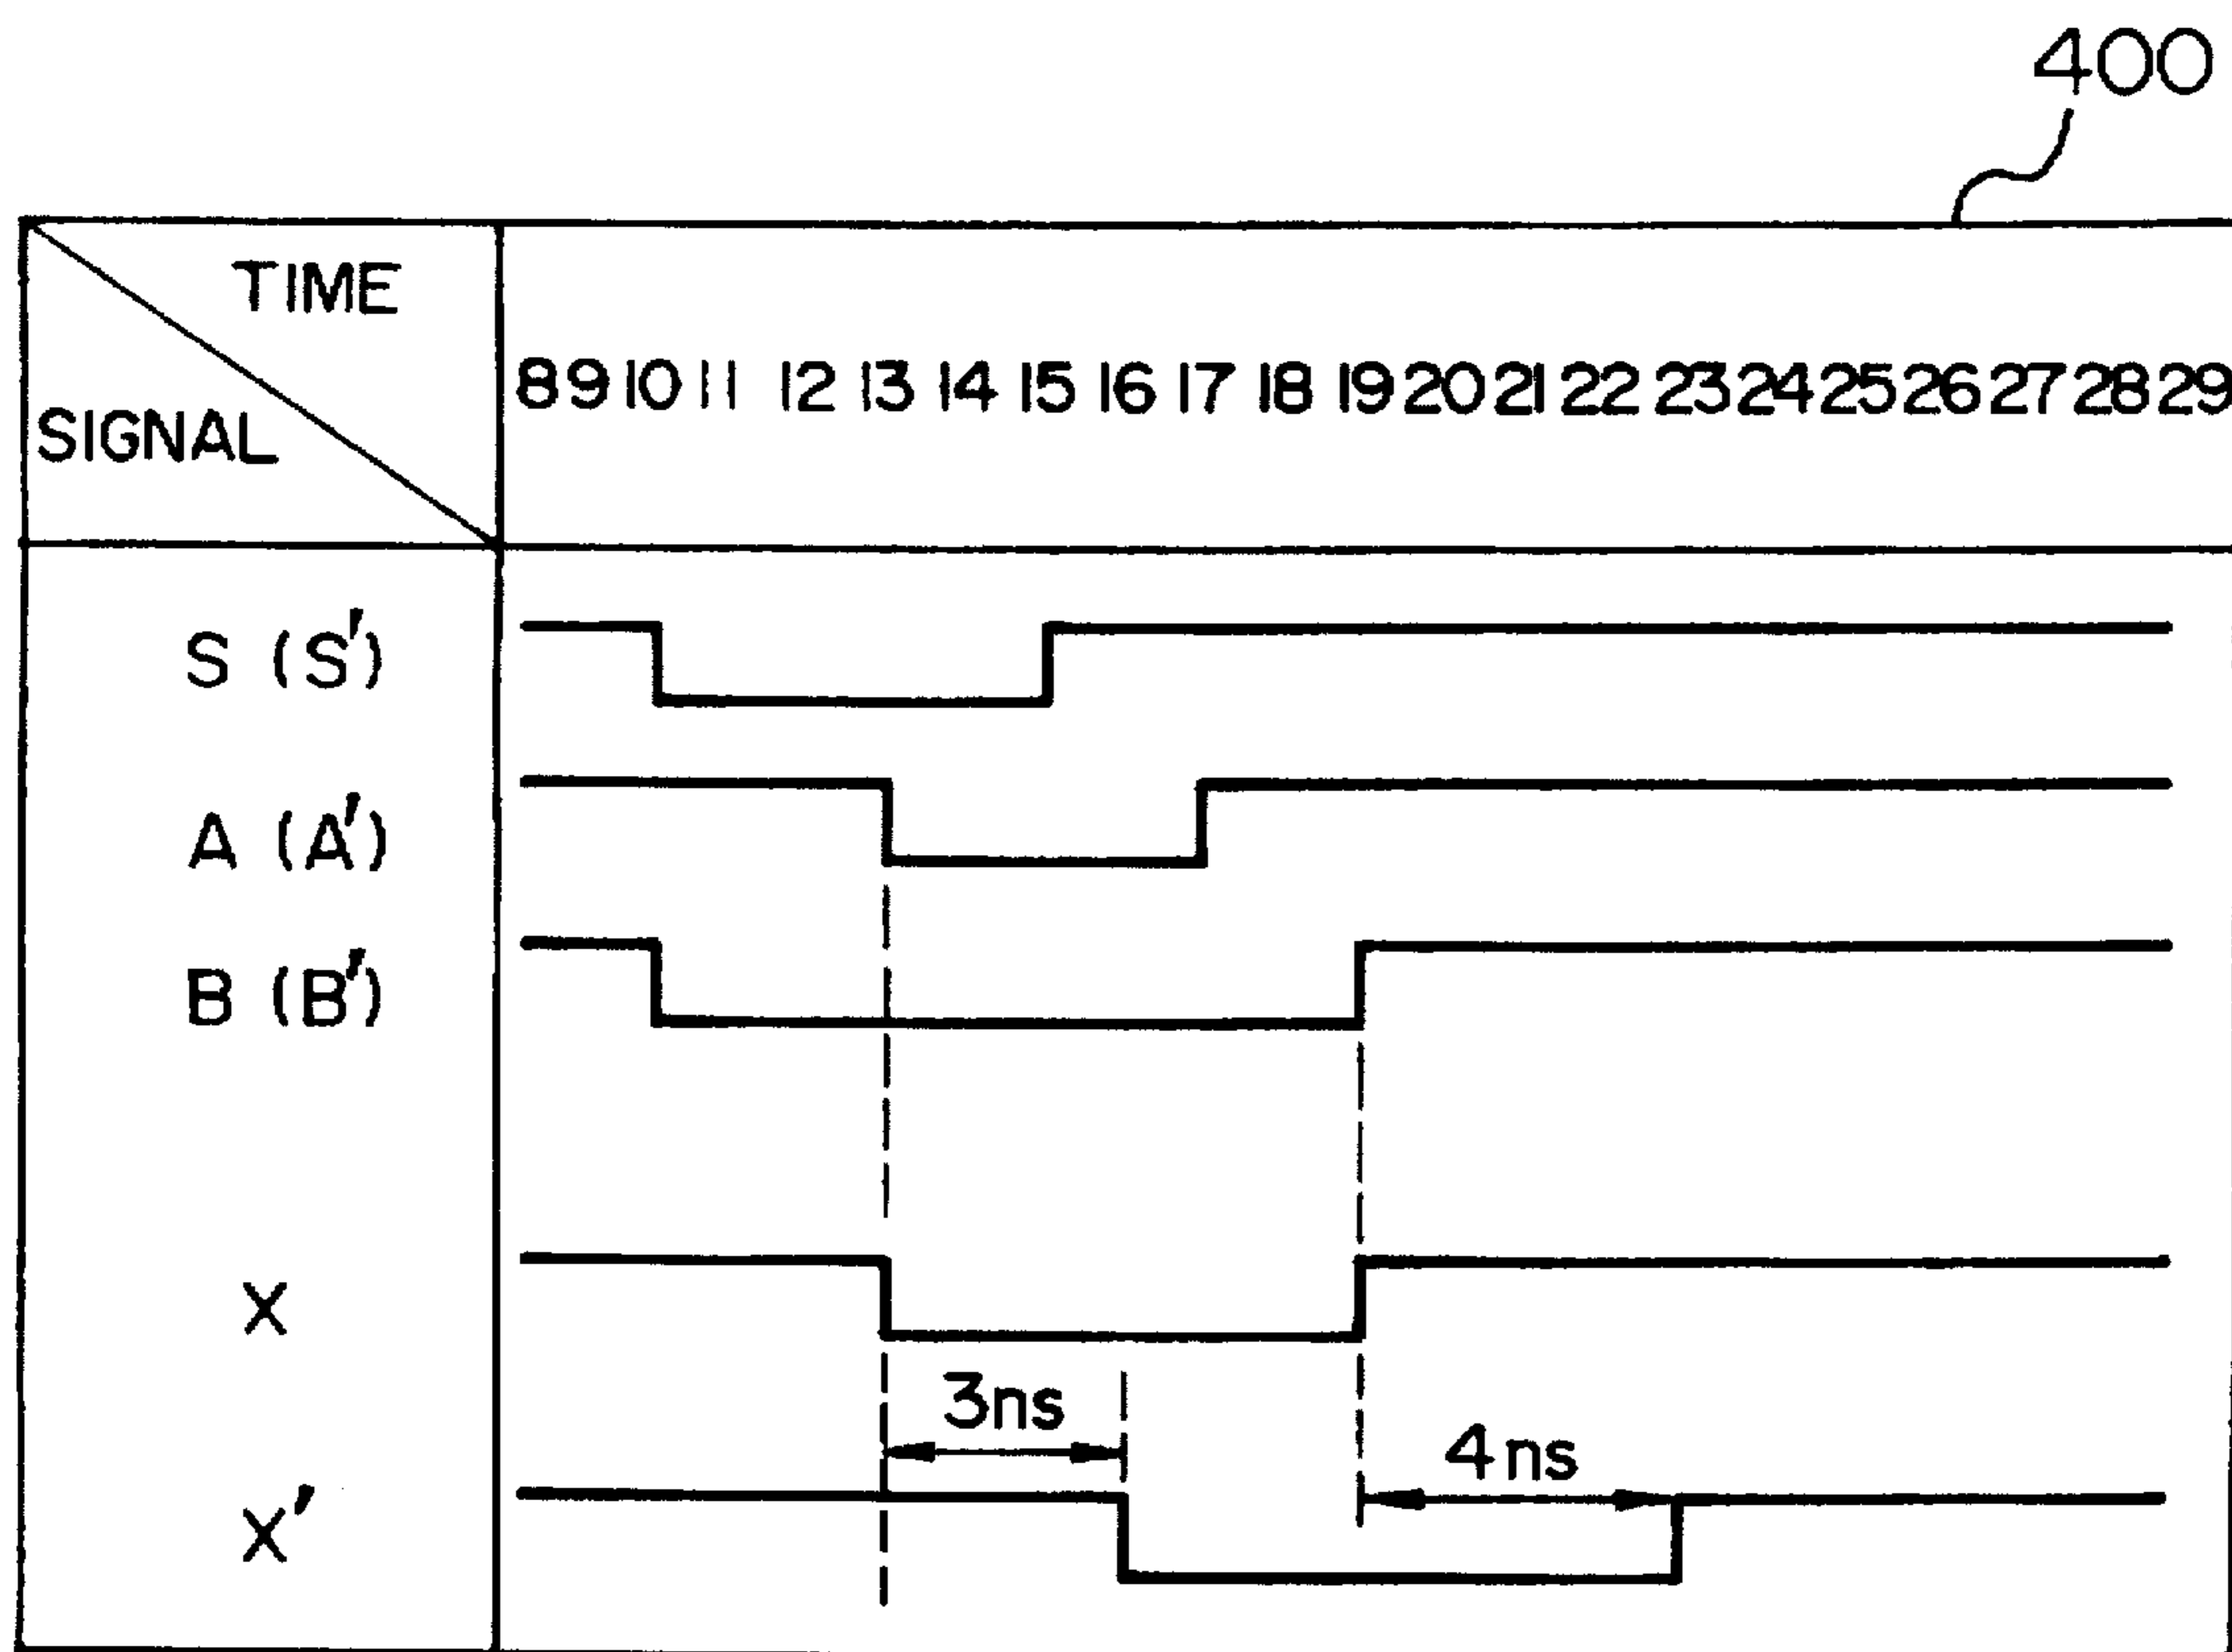 400
TIME
SIGNAL
8 9 10 11 12 13 14 15 16 17 18 19 20 21 22 23 24 25 26 27 28 29
S (S')
A (A')
B (B')
X
3ns
4ns
X'